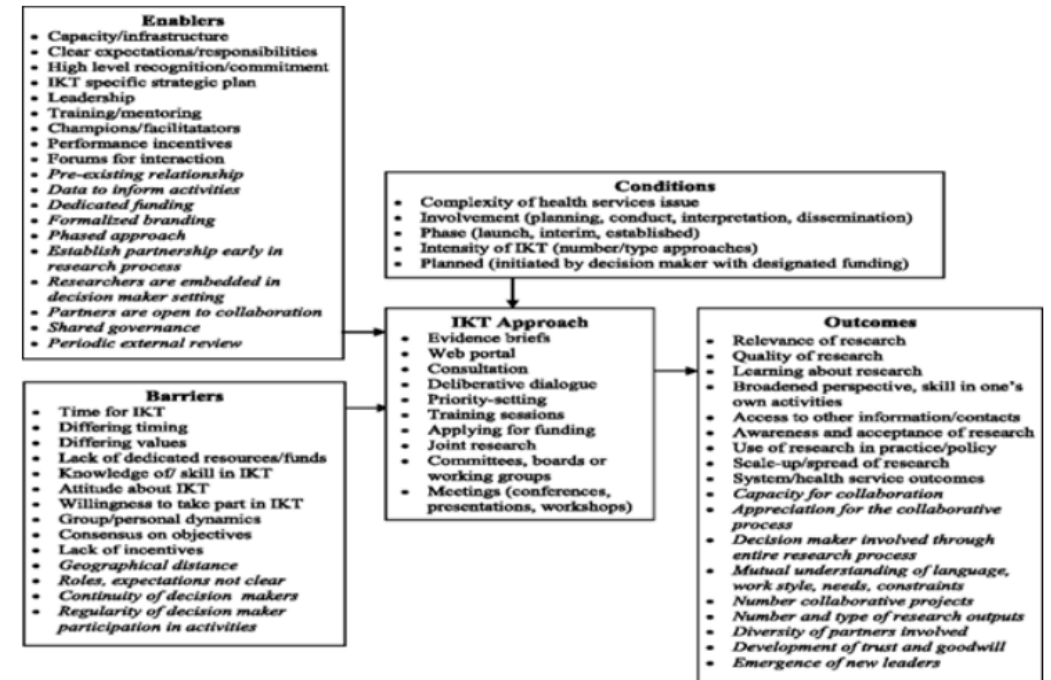 Enablers
• Capacity/infrastructure
• Clear expectations/responsibilities
• High level recognition/commitment
• IKT specific strategic plan
• Leadership
• Training/mentoring
• Champions/facilitatators
• Performance incentives
• Forums for interaction
• Pre-existing relationship
• Data to inform activities
• Dedicated funding
• Formalized branding
• Phased approach
• Establish partnership early in
research process
• Researchers are embedded in
decision maker setting
• Partners are open to collaboration
• Shared governance
• Periodic external review
Barriers
• Time for IKT
• Differing timing
• Differing values
• Lack of dedicated resources/funds
• Knowledge of/ skill in IKT
• Attitude about IKT
• Willingness to take part in IKT
• Group/personal dynamics
• Consensus on objectives
• Lack of incentives
• Geographical distance
• Roles, expectations not clear
• Continuity of decision makers
• Regularity of decision maker
participation in activities
Conditions
• Complexity of health services issue
• Involvement (planning, conduct, interpretation, dissemination)
• Phase (launch, interim, established)
• Intensity of IKT (number/type approaches)
• Planned (initiated by decision maker with designated funding)
IKT Approach
• Evidence briefs
• Web portal
• Consultation
• Deliberative dialogue
• Priority-setting
• Training sessions
• Applying for funding
• Joint research
• Committees, boards or
working groups
• Meetings (conferences,
presentations, workshops)
Outcomes
• Relevance of research
• Quality of research
• Learning about research
• Broadened perspective, skill in one's
own activities
• Access to other information/contacts
• Awareness and acceptance of research
• Use of research in practice/policy
• Scale-up/spread of research
• System/health service outcomes
• Capacity for collaboration
• Appreciation for the collaborative
process
• Decision maker involved through
entire research process
• Mutual understanding of language,
work style, needs, constraints
• Number collaborative projects
• Number and type of research outputs
• Diversity of partners involved
• Development of trust and goodwill
• Emergence of new leaders